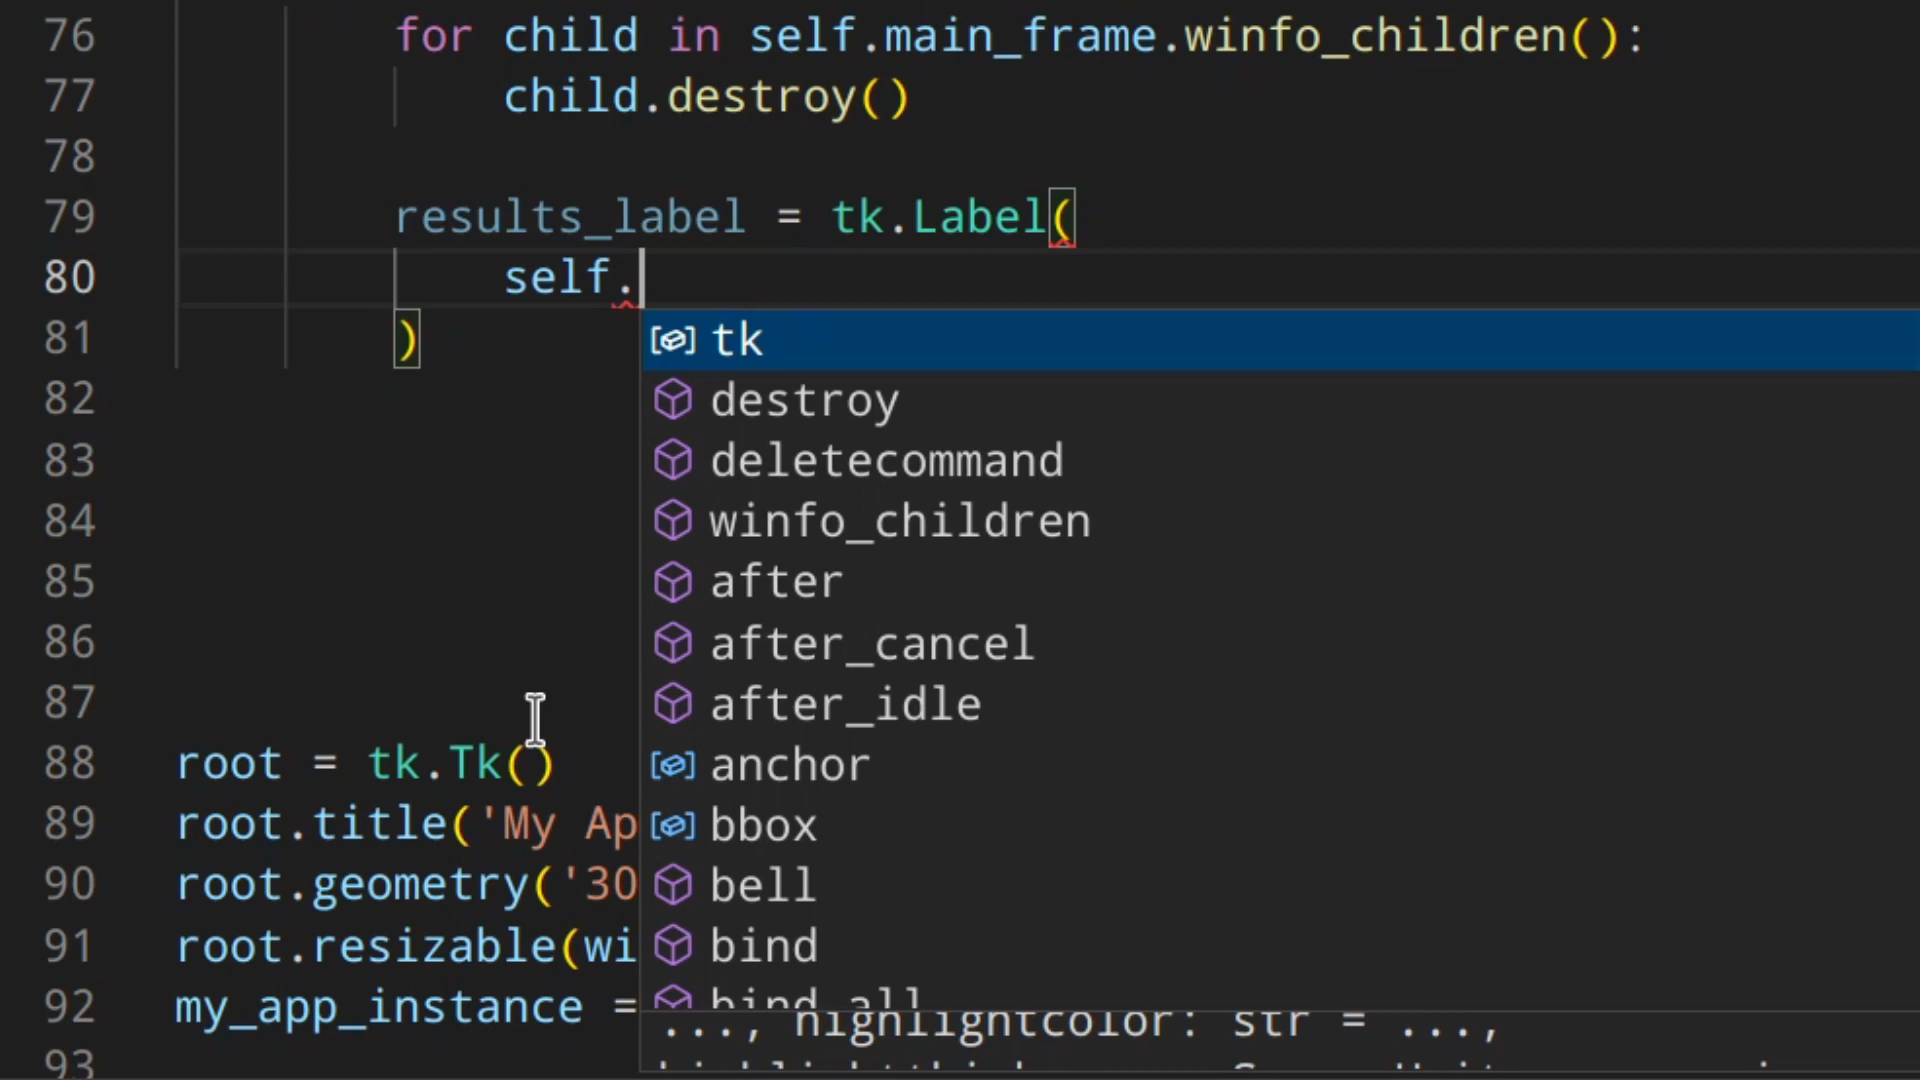 76 for child in self.main_frame.winfo_children():
77 child.destroy()
78
79 results_label = tk.Label(
80 self.
81 )
tk
82 destroy
83 deletecommand
84 winfo_children
85 after
86 after_cancel
87 after_idle
88 root = tk.Tk()
anchor
89 root.title('My Ap
bbox
90 root.geometry('30
bell
91 root.resizable(wi
bind
92 my_app_instance =
bind_all
..., highlightcolor: str = ...,
93